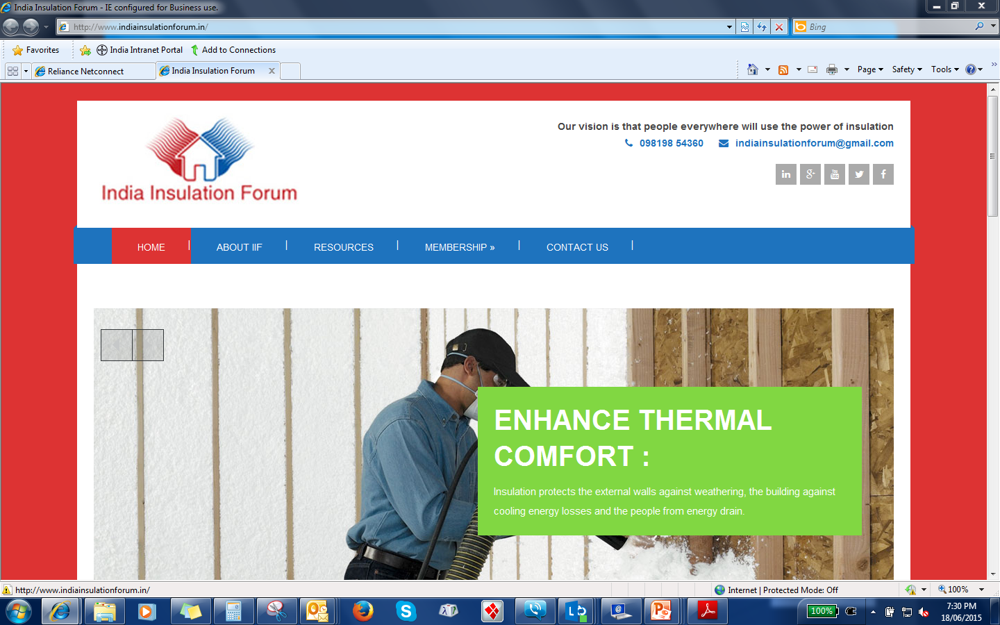 India Insulation Forum - IE configured for Business use.
http://www.indiainsulationforum.in/
Bing
Favorites
India Intranet Portal
Add to Connections
Reliance Netconnect
India Insulation Forum
Page
Safety
Tools
»
Our vision is that people everywhere will use the power of insulation
098198 54360
indiainsulationforum@gmail.com
in
g+
You Tube
f
India Insulation Forum
HOME | ABOUT IIF | RESOURCES | MEMBERSHIP » | CONTACT US |
ENHANCE THERMAL
COMFORT :
Insulation protects the external walls against weathering, the building against
cooling energy losses and the people from energy drain.
http://www.indiainsulationforum.in/
Internet | Protected Mode: Off
100%
100%
7:30 PM
18/06/2015